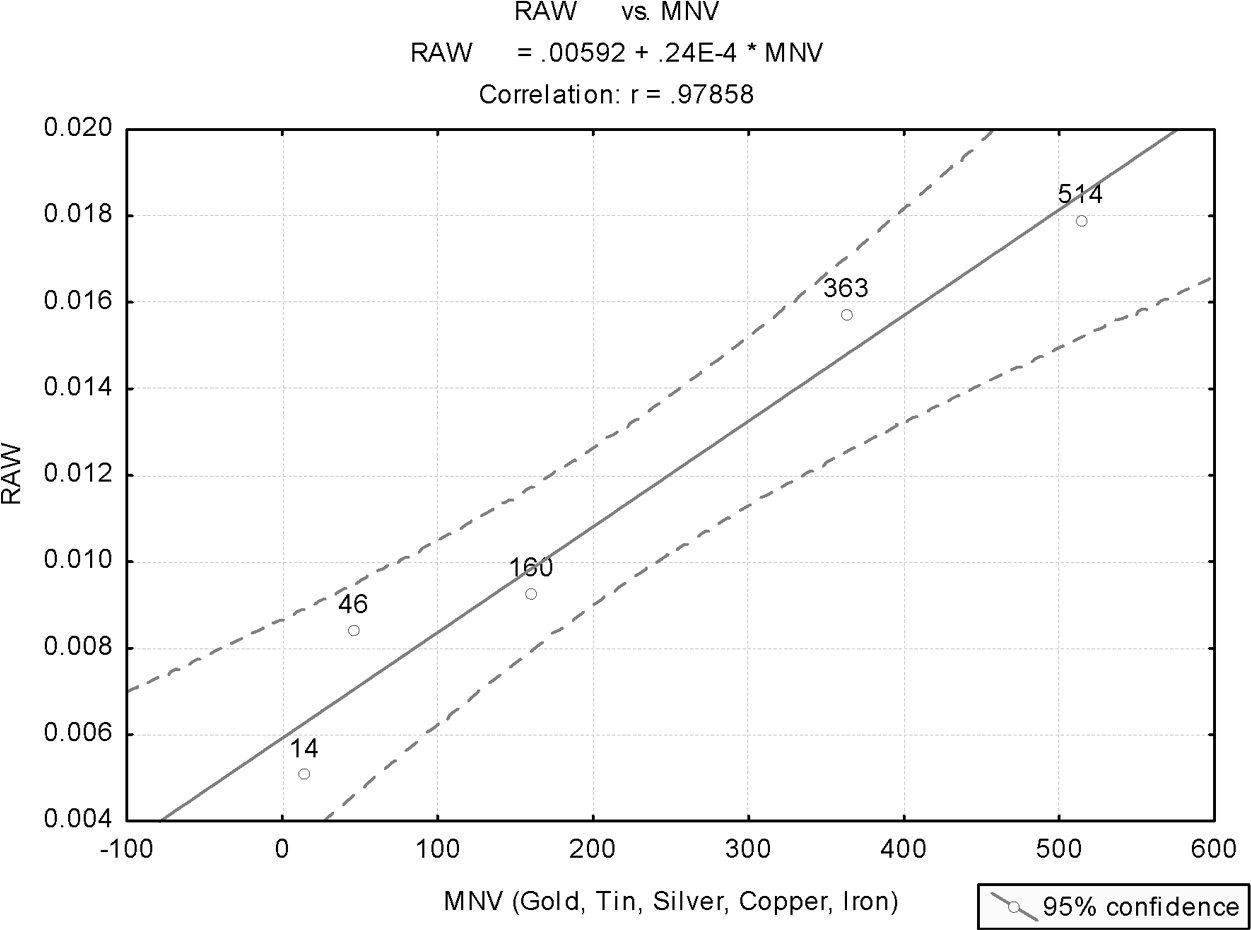 RAW vs. MNV
RAW = .00592 + .24E-4 * MNV
Correlation: r = .97858
0.020
0.018
0.016
0.014
0.012
0.010
0.008
0.006
0.004
RAW
514
363
160
46
14
-100 0 100 200 300 400 500 600
MNV (Gold, Tin, Silver, Copper, Iron)
95% confidence